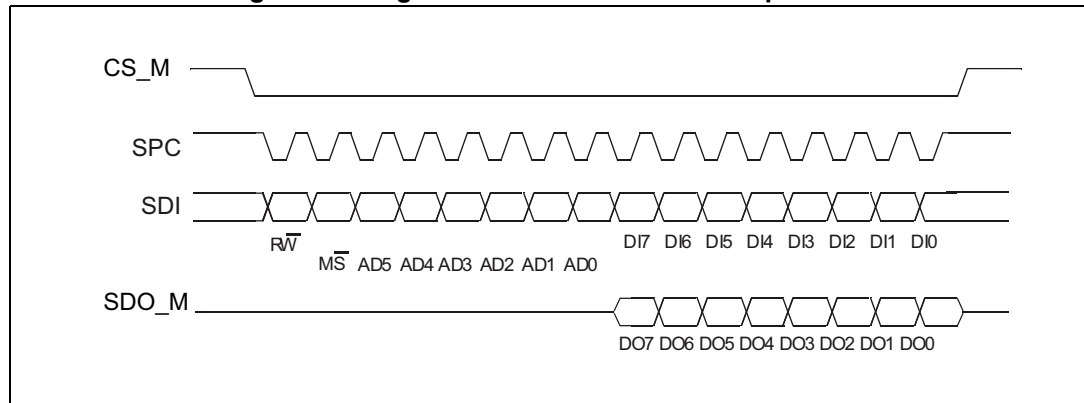 CS_M
SPC
SDI
RW̅ DI7 DI6 DI5 DI4 DI3 DI2 DI1 DI0
MS̅ AD5 AD4 AD3 AD2 AD1 AD0
SDO_M
DO7 DO6 DO5 DO4 DO3 DO2 DO1 DO0